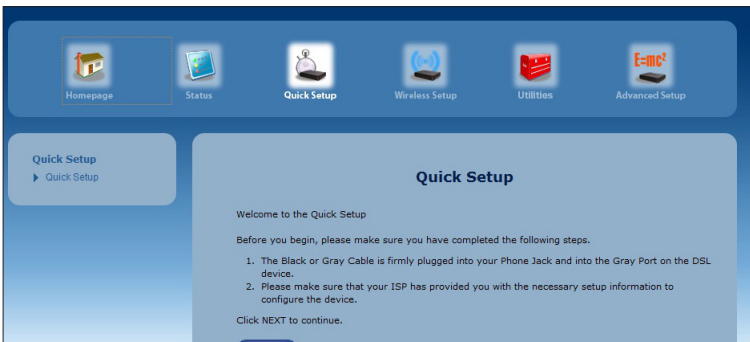 E=mc²
Homepage
Status
Quick Setup
Wireless Setup
Utilities
Advanced Setup
Quick Setup
Quick Setup
Quick Setup
Welcome to the Quick Setup
Before you begin, please make sure you have completed the following steps.
1. The Black or Gray Cable is firmly plugged into your Phone Jack and into the Gray Port on the DSL
device.
2. Please make sure that your ISP has provided you with the necessary setup information to
configure the device.
Click NEXT to continue.